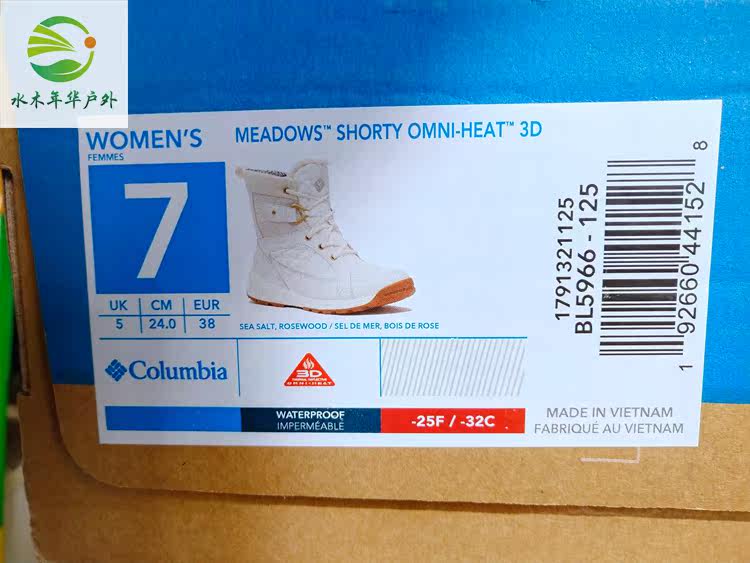 水木年华户外
WOMEN'S
FEMMES
MEADOWS™ SHORTY OMNI-HEAT™ 3D
7
UK | CM | EUR
5 | 24.0 | 38
SEA SALT, ROSEWOOD / SEL DE MER, BOIS DE ROSE
1791321125
BL5966 - 125
1 92660 44152 8
Columbia
3D
OMNI-HEAT
WATERPROOF
IMPERMÉABLE
-25F / -32C
MADE IN VIETNAM
FABRIQUÉ AU VIETNAM